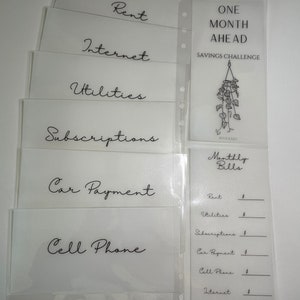 Rent
Internet
Utilities
Subscriptions
Car Payment
Cell Phone
ONE
MONTH
AHEAD
SAVINGS CHALLENGE
Monthly
Bills
Rent $
Utilities $
Subscriptions $
Car Payment $
Cell Phone $
Internet $